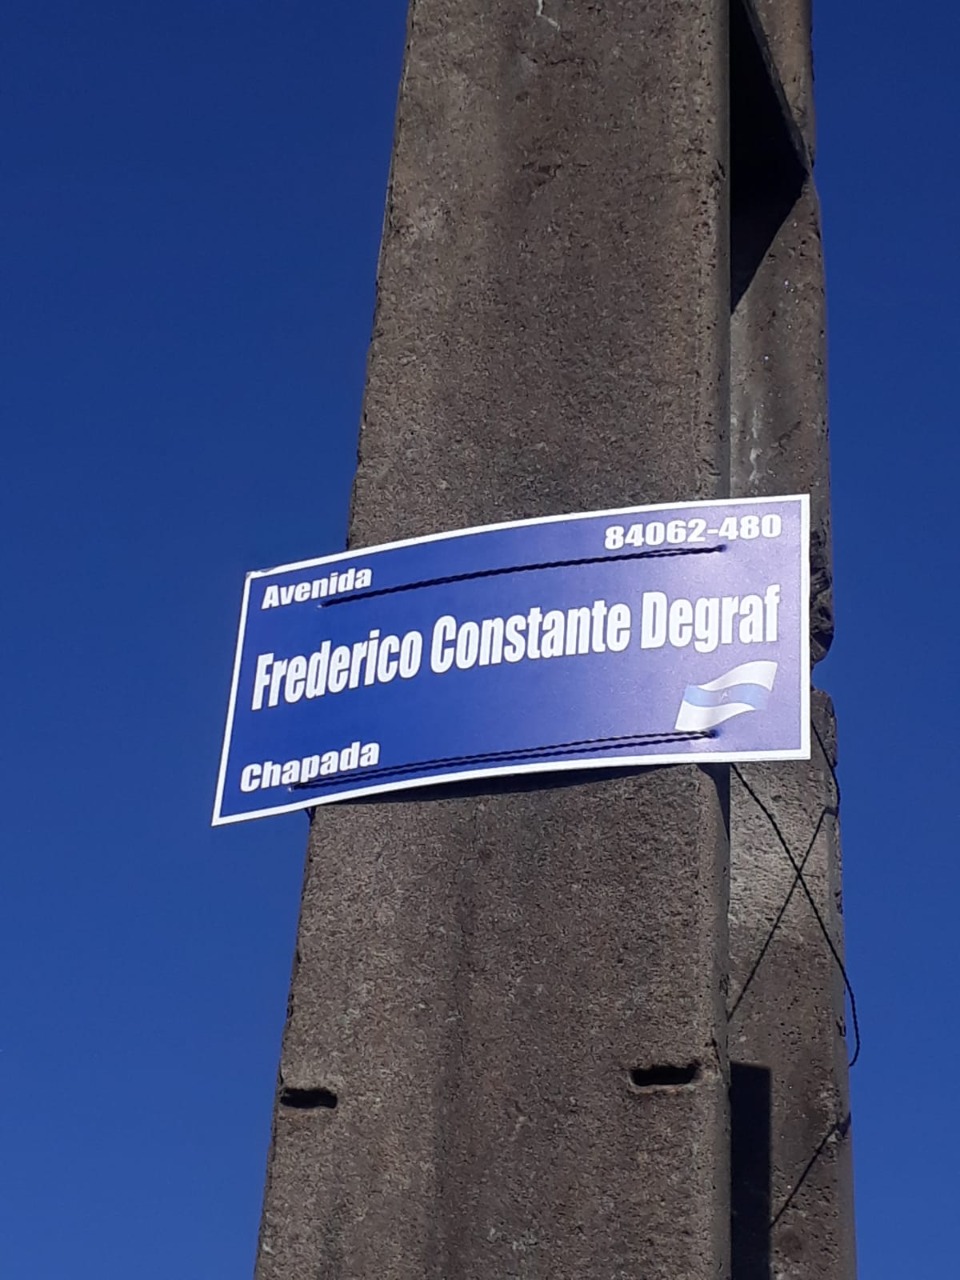 Avenida 84062-480
Frederico Constante Degraf
Chapada